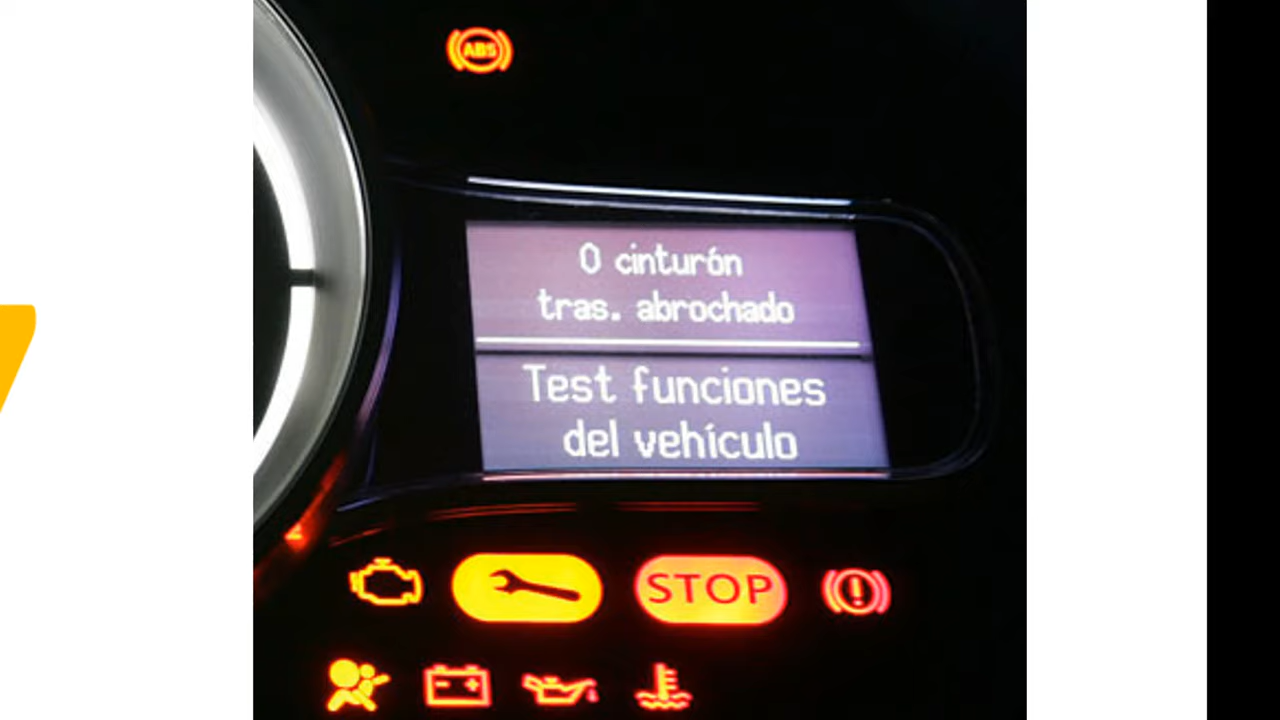 ABS
0 cinturón
tras. abrochado
Test funciones
del vehículo
STOP